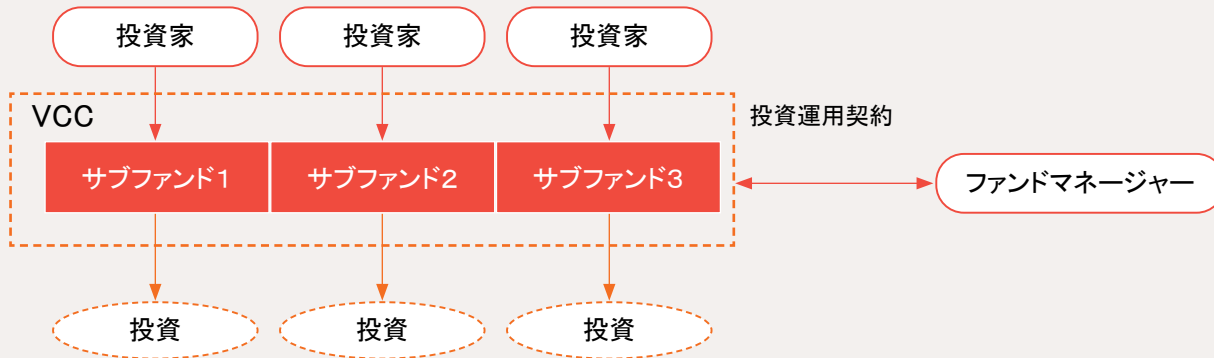 投資家
投資家
投資家
VCC
投資運用契約
サブファンド1
サブファンド2
サブファンド3
ファンドマネージャー
投資
投資
投資